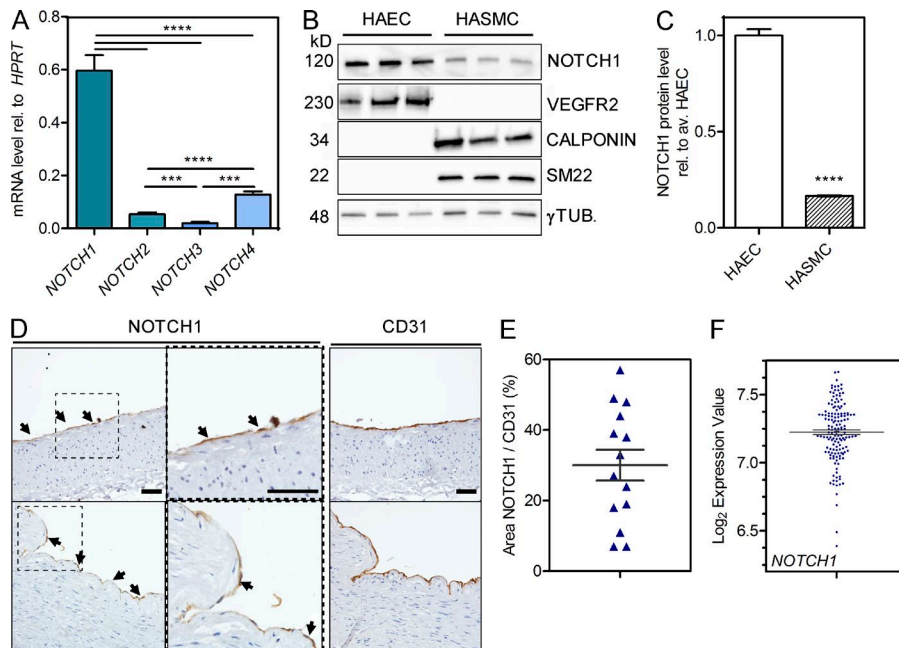 A
mRNA level rel. to HPRT
0.6
0.4
0.2
0
****
****
***
***
NOTCH1
NOTCH2
NOTCH3
NOTCH4
B
HAEC
HASMC
kD
120
NOTCH1
230
VEGFR2
34
CALPONIN
22
SM22
48
γTUB.
C
NOTCH1 protein level
rel. to av. HAEC
1.0
0.5
0.0
****
HAEC
HASMC
D
NOTCH1
CD31
E
Area NOTCH1 / CD31 (%)
60
40
20
0
F
Log2 Expression Value
7.5
7.0
6.5
NOTCH1